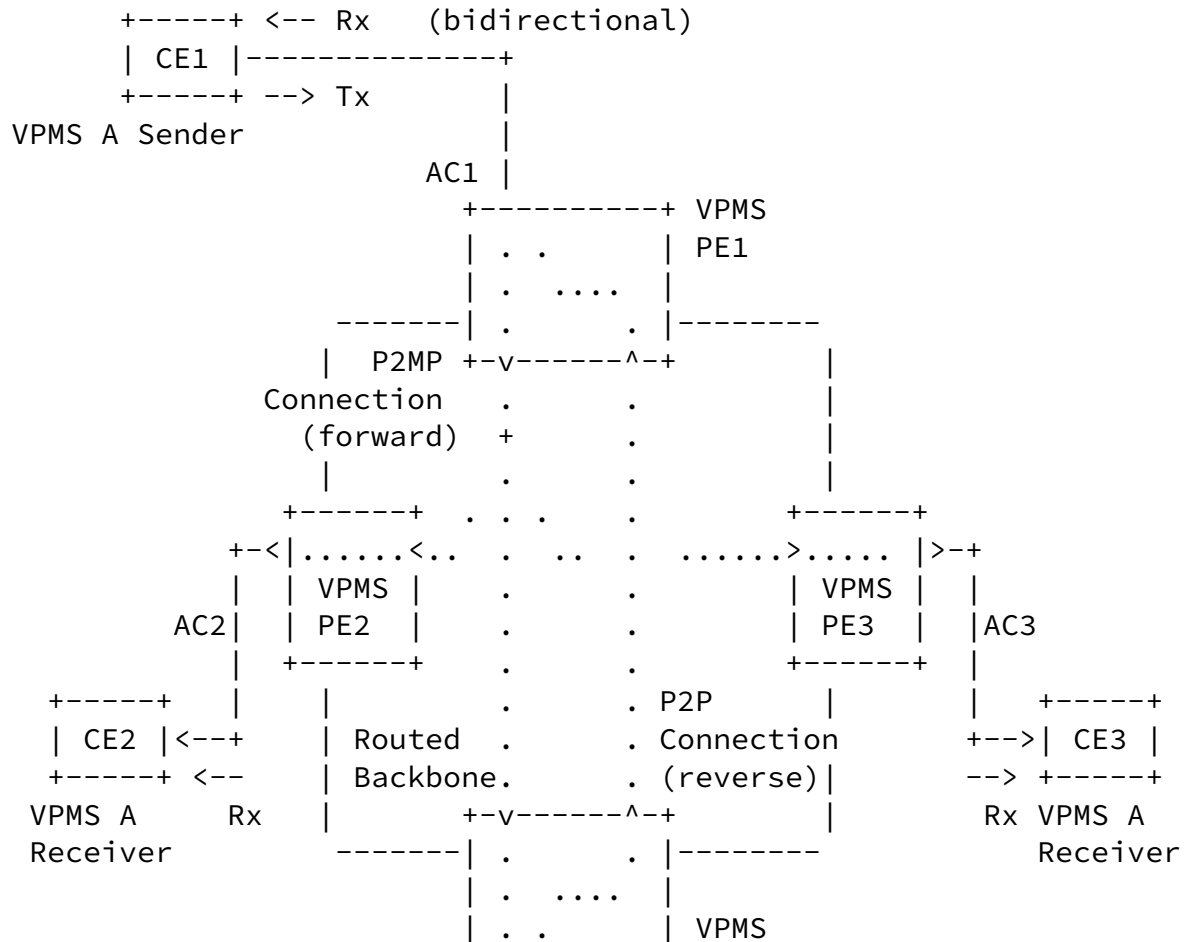 +-----+ <-- Rx   (bidirectional)
| CE1 |--------------+
+-----+ --> Tx       |
VPMS A Sender              |
AC1 |
+----------+ VPMS
| . .      | PE1
| .  ....  |
-------| .      . |--------
|  P2MP +-v------^-+        |
Connection   .      .         |
(forward)  +      .         |
|         .      .         |
+------+  . . .    .       +------+
+-<|......<..  .  ..  .  ......>..... |>-+
|  | VPMS |    .      .       | VPMS |  |
AC2|  | PE2  |    .      .       | PE3  |  |AC3
|  +------+    .      .       +------+  |
+-----+   |    |         .      . P2P      |      |   +-----+
| CE2 |<--+    | Routed  .      . Connection      +-->| CE3 |
+-----+ <--    | Backbone.      . (reverse)|      --> +-----+
VPMS A    Rx   |       +-v------^-+        |       Rx VPMS A
Receiver        -------| .      . |--------           Receiver
| .  ....  |
| . .      | VPMS